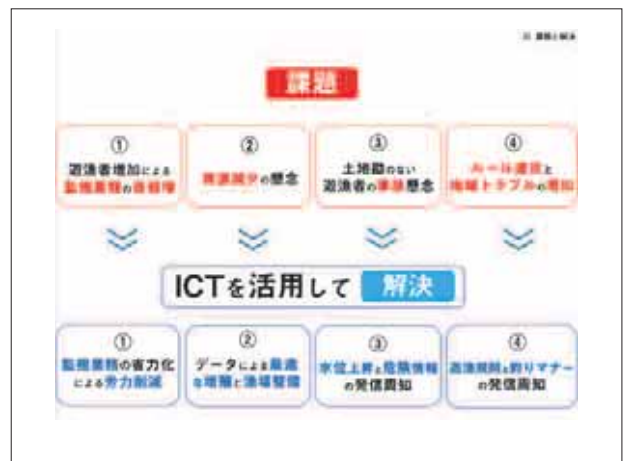 課題
① ② ③ ④
遊漁者増加による
監視業務の
資源減少の懸念
土地勘のない
遊漁者の事故懸念
ルール違反と
地域トラブルの増加
ICTを活用して 解決
① ② ③ ④
監視業務の省力化
による労力削減
データによる最適
な増殖と漁場整備
水位上昇と危険情報
の発信周知
遊漁規則と釣りマナー
の発信周知